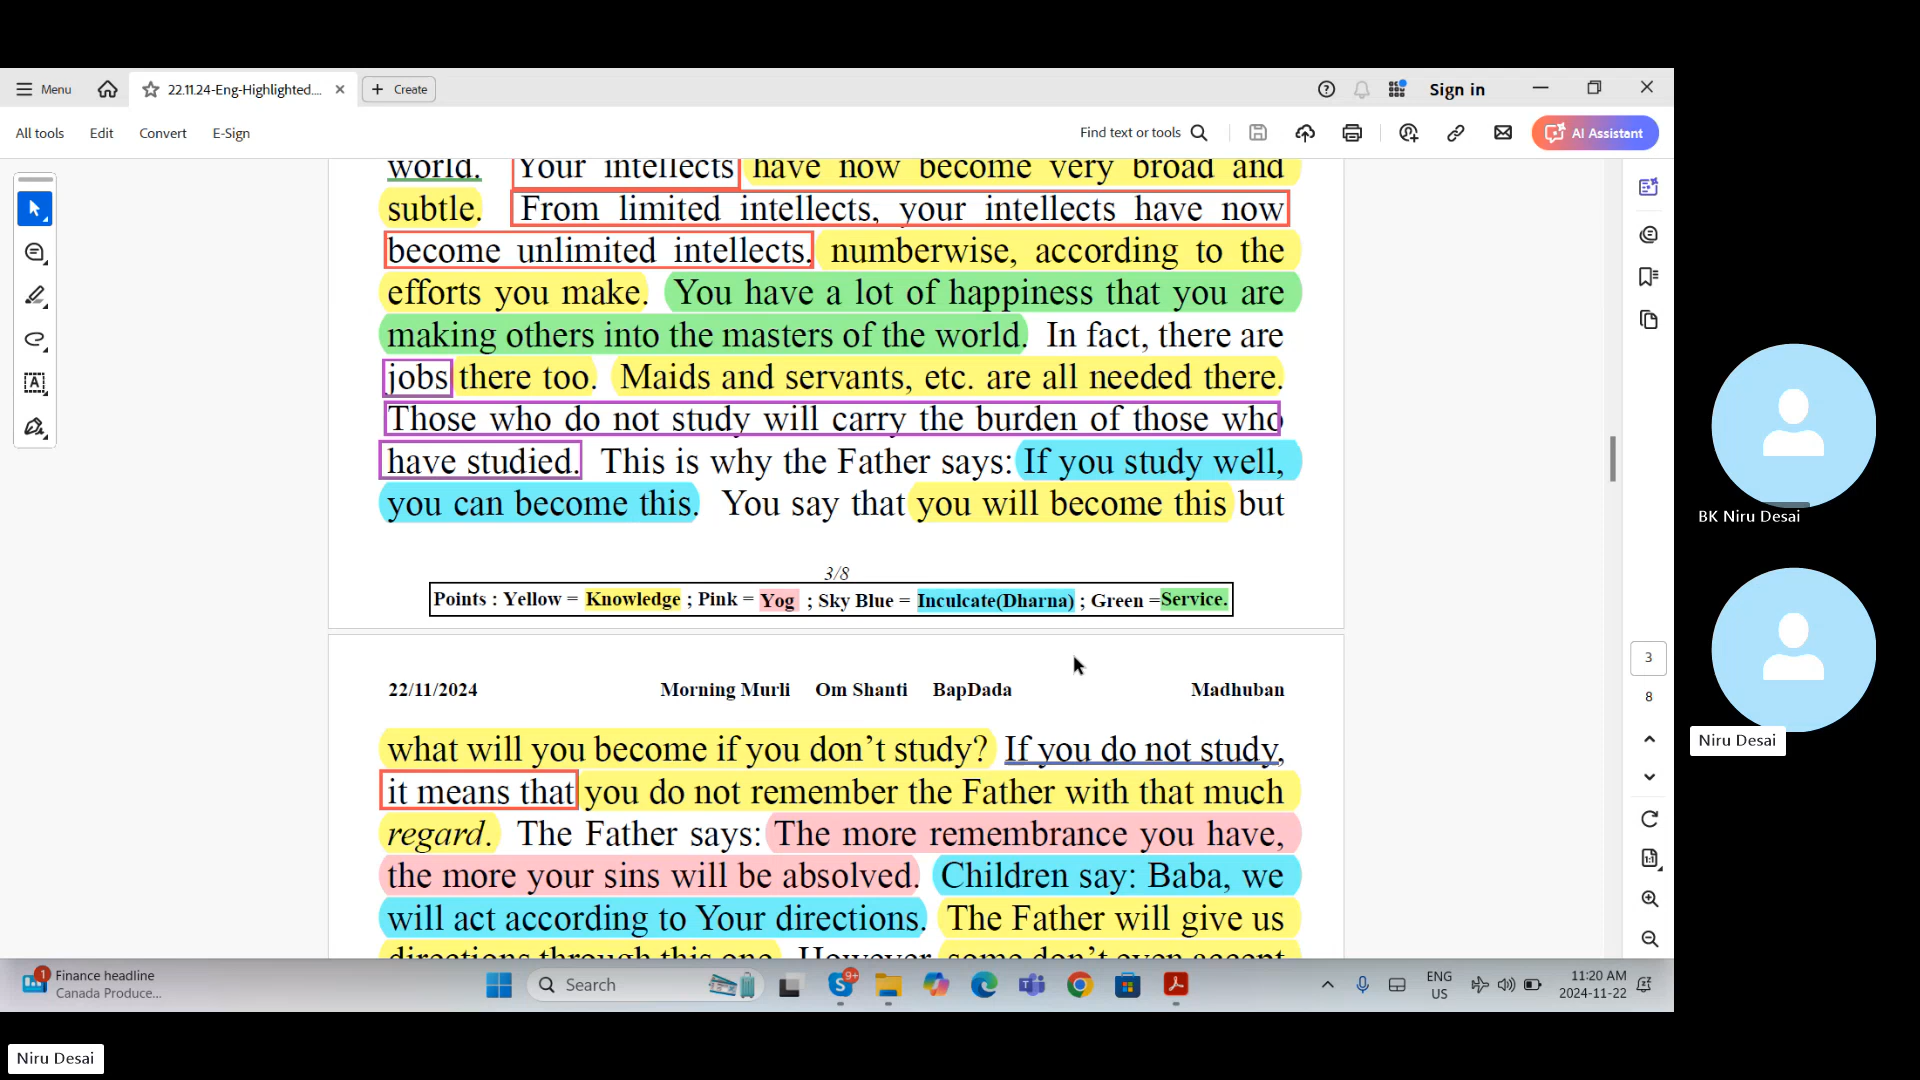 Menu
22.11.24-Eng-Highlighted....
Create
Sign in
All tools
Edit
Convert
E-Sign
Find text or tools
AI Assistant
world. Your intellects have now become very broad and
subtle. From limited intellects, your intellects have now
become unlimited intellects. numberwise, according to the
efforts you make. You have a lot of happiness that you are
making others into the masters of the world. In fact, there are
jobs there too. Maids and servants, etc. are all needed there.
Those who do not study will carry the burden of those who
have studied. This is why the Father says: If you study well,
you can become this. You say that you will become this but
3/8
Points : Yellow = Knowledge ; Pink = Yog ; Sky Blue = Inculcate(Dharna) ; Green =Service.
22/11/2024 Morning Murli Om Shanti BapDada Madhuban
what will you become if you don't study? If you do not study,
it means that you do not remember the Father with that much
regard. The Father says: The more remembrance you have,
the more your sins will be absolved. Children say: Baba, we
will act according to Your directions. The Father will give us
directions through this one. However, some don't even accept
3
8
BK Niru Desai
Niru Desai
1
Finance headline
Canada Produce...
Search
9+
ENG
US
11:20 AM
2024-11-22
Niru Desai